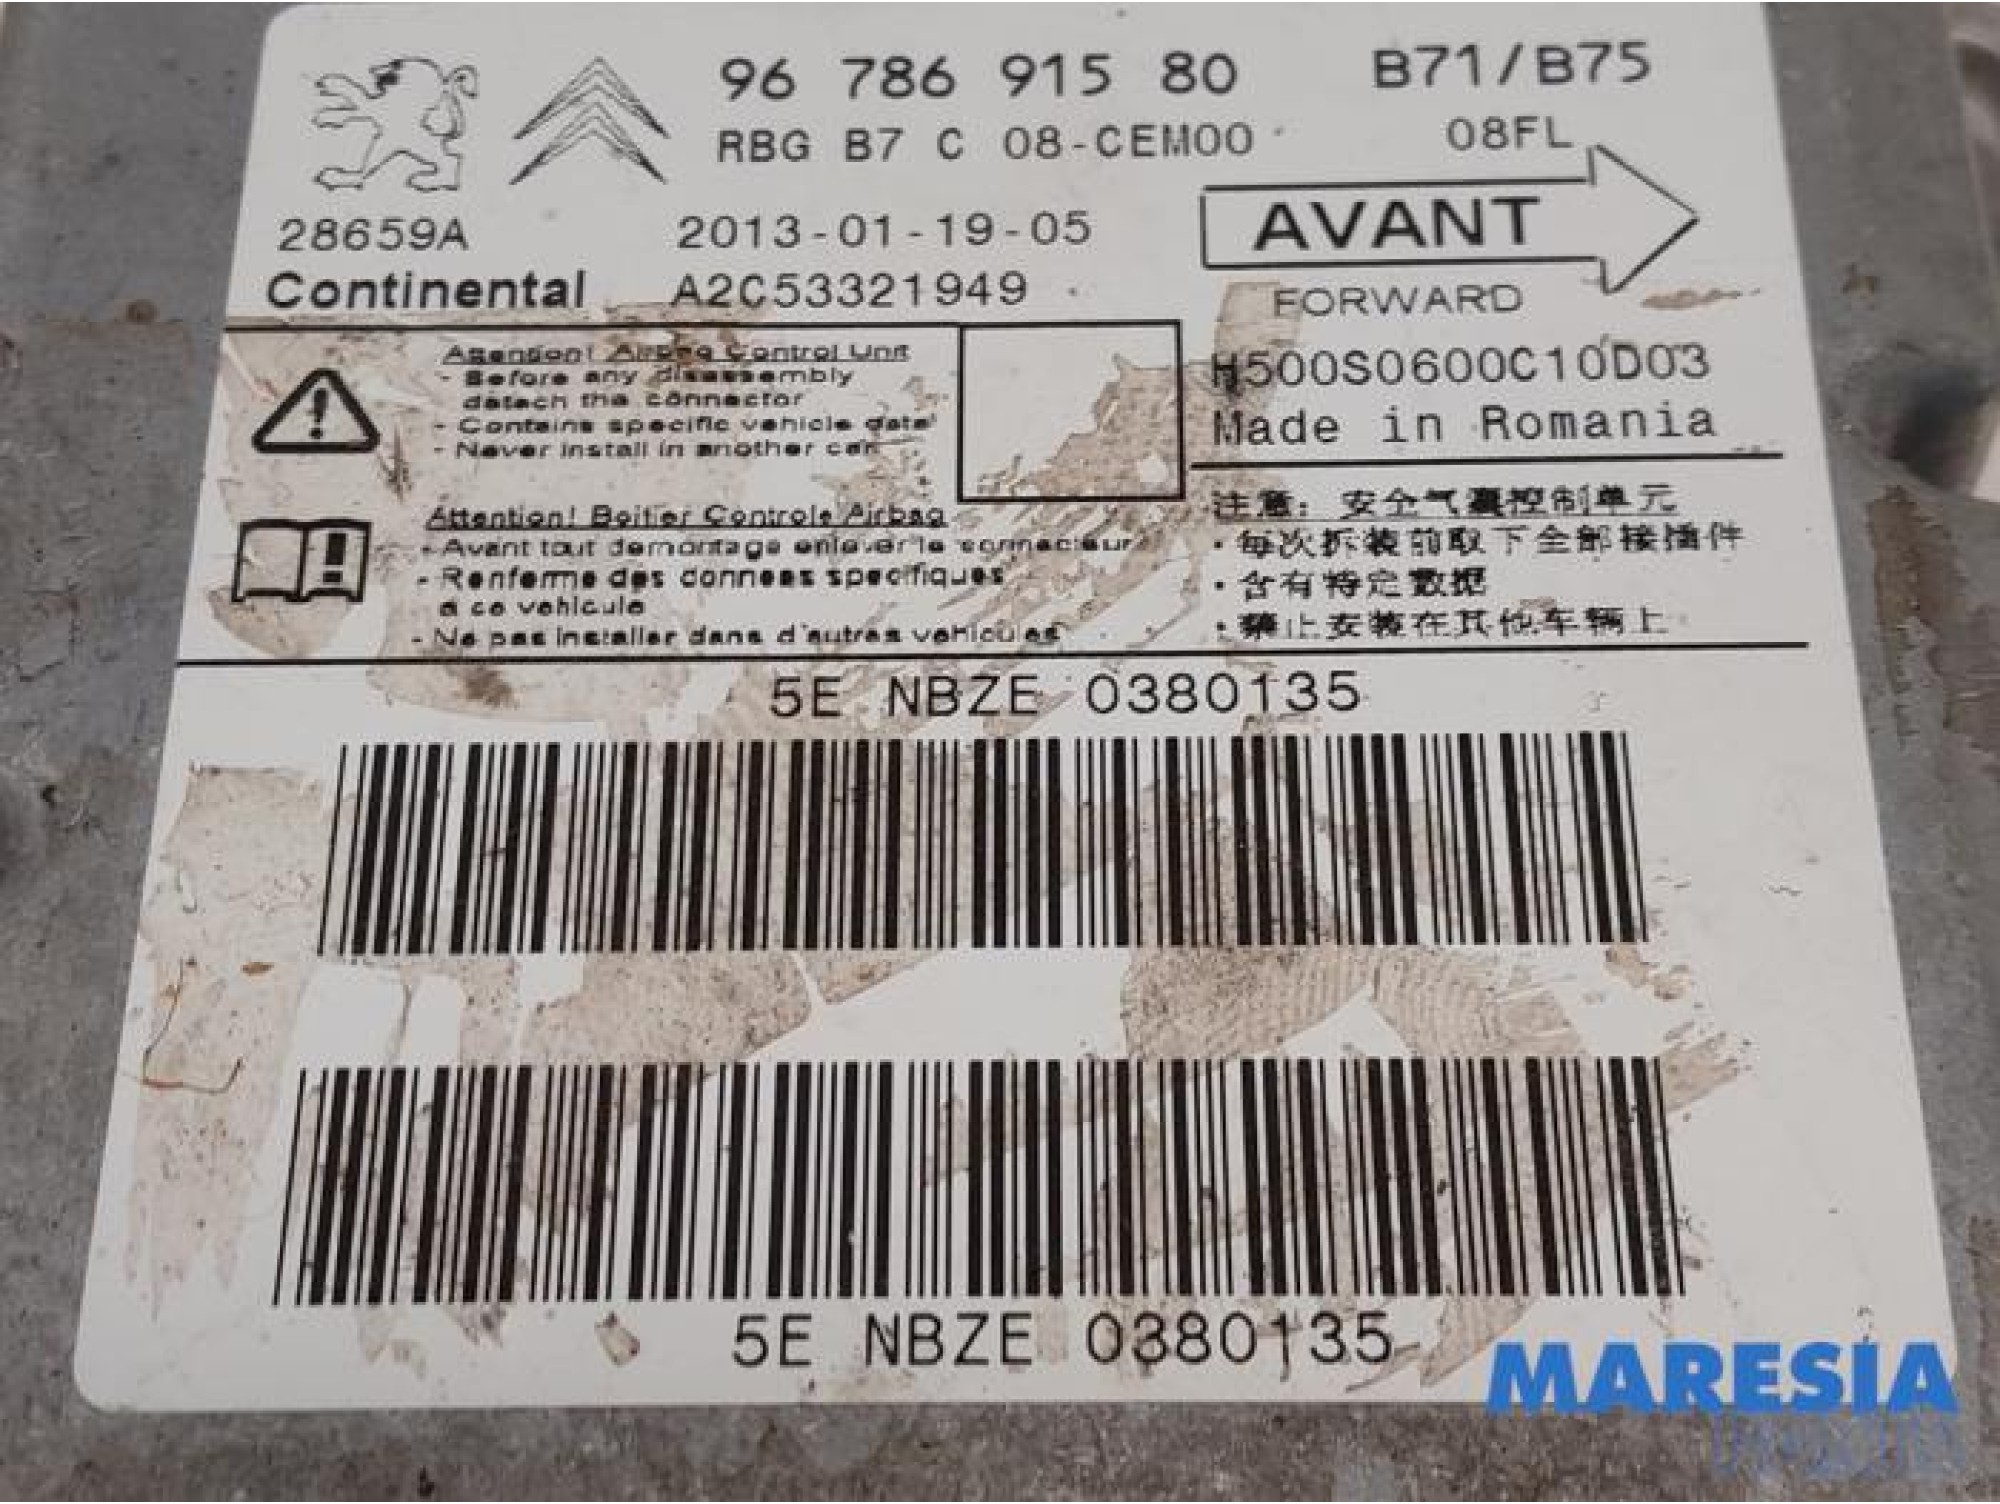 96 786 915 80 B71/B75
RBG B7 C 08-CEM00 08FL
28659A 2013-01-19-05 AVANT
Continental A2C53321949 FORWARD
Attention! Airbag Control Unit
- Before any disassembly
detach the connector
- Contains specific vehicle data
- Never install in another car
H500S0600C10D03
Made in Romania
Attention! Boitier Controle Airbag
- Avant tout demontage enlever le connecteur
- Renferme des donnees specifiques
a ce vehicule
- Ne pas installer dans d'autres vehicules
注意: 安全气囊控制单元
· 每次拆装前取下全部接插件
· 含有特定数据
· 禁止安装在其他车辆上
5E NBZE 0380135
5E NBZE 0380135
MARESIA